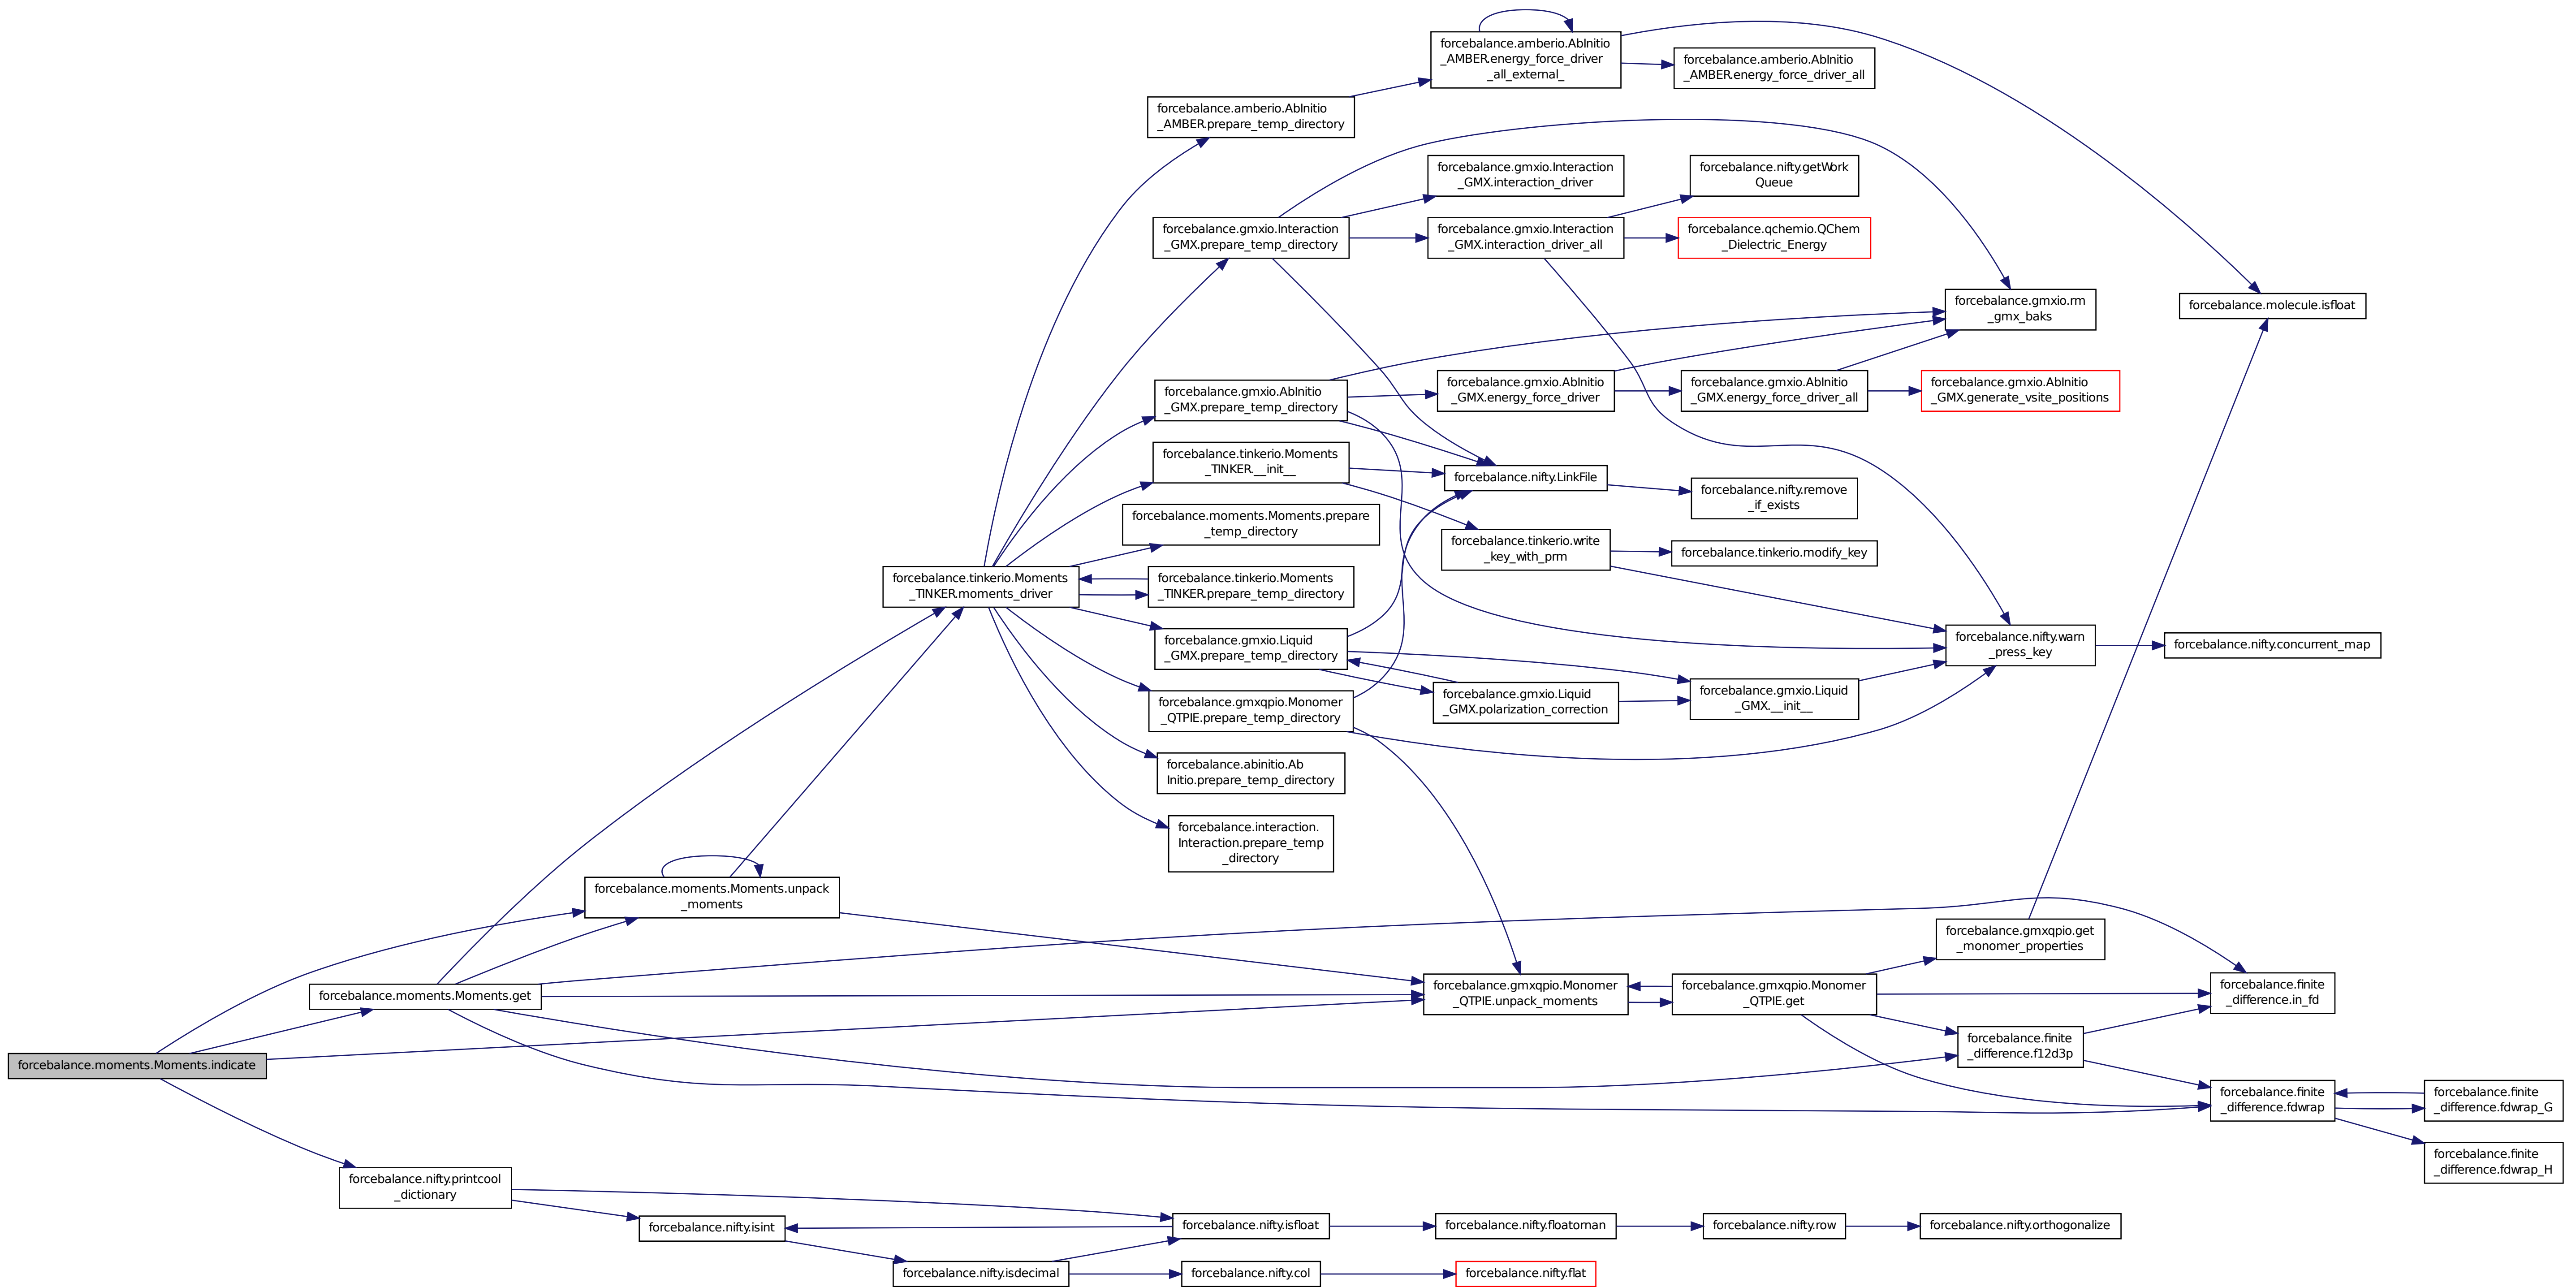 forcebalance.moments.Moments.indicate
forcebalance.moments.Moments.get
forcebalance.nifty.printcool
_dictionary
forcebalance.moments.Moments.unpack
_moments
forcebalance.nifty.isint
forcebalance.tinkerio.Moments
_TINKER.moments_driver
forcebalance.nifty.isdecimal
forcebalance.amberio.AbInitio
_AMBER.prepare_temp_directory
forcebalance.gmxio.Interaction
_GMX.prepare_temp_directory
forcebalance.gmxio.AbInitio
_GMX.prepare_temp_directory
forcebalance.tinkerio.Moments
_TINKER.__init__
forcebalance.moments.Moments.prepare
_temp_directory
forcebalance.tinkerio.Moments
_TINKER.prepare_temp_directory
forcebalance.gmxio.Liquid
_GMX.prepare_temp_directory
forcebalance.gmxqpio.Monomer
_QTPIE.prepare_temp_directory
forcebalance.abinitio.Ab
Initio.prepare_temp_directory
forcebalance.interaction.
Interaction.prepare_temp
_directory
forcebalance.nifty.isfloat
forcebalance.nifty.col
forcebalance.amberio.AbInitio
_AMBER.energy_force_driver
_all_external_
forcebalance.gmxio.Interaction
_GMX.interaction_driver
forcebalance.gmxio.Interaction
_GMX.interaction_driver_all
forcebalance.gmxio.AbInitio
_GMX.energy_force_driver
forcebalance.nifty.LinkFile
forcebalance.tinkerio.write
_key_with_prm
forcebalance.gmxio.Liquid
_GMX.polarization_correction
forcebalance.gmxqpio.Monomer
_QTPIE.unpack_moments
forcebalance.nifty.floatornan
forcebalance.nifty.flat
forcebalance.amberio.AbInitio
_AMBER.energy_force_driver_all
forcebalance.nifty.getWork
Queue
forcebalance.qchemio.QChem
_Dielectric_Energy
forcebalance.gmxio.AbInitio
_GMX.energy_force_driver_all
forcebalance.nifty.remove
_if_exists
forcebalance.tinkerio.modify_key
forcebalance.gmxio.Liquid
_GMX.__init__
forcebalance.gmxqpio.Monomer
_QTPIE.get
forcebalance.nifty.row
forcebalance.gmxio.rm
_gmx_baks
forcebalance.gmxio.AbInitio
_GMX.generate_vsite_positions
forcebalance.nifty.warn
_press_key
forcebalance.gmxqpio.get
_monomer_properties
forcebalance.finite
_difference.f12d3p
forcebalance.nifty.orthogonalize
forcebalance.molecule.isfloat
forcebalance.nifty.concurrent_map
forcebalance.finite
_difference.in_fd
forcebalance.finite
_difference.fdwrap
forcebalance.finite
_difference.fdwrap_G
forcebalance.finite
_difference.fdwrap_H